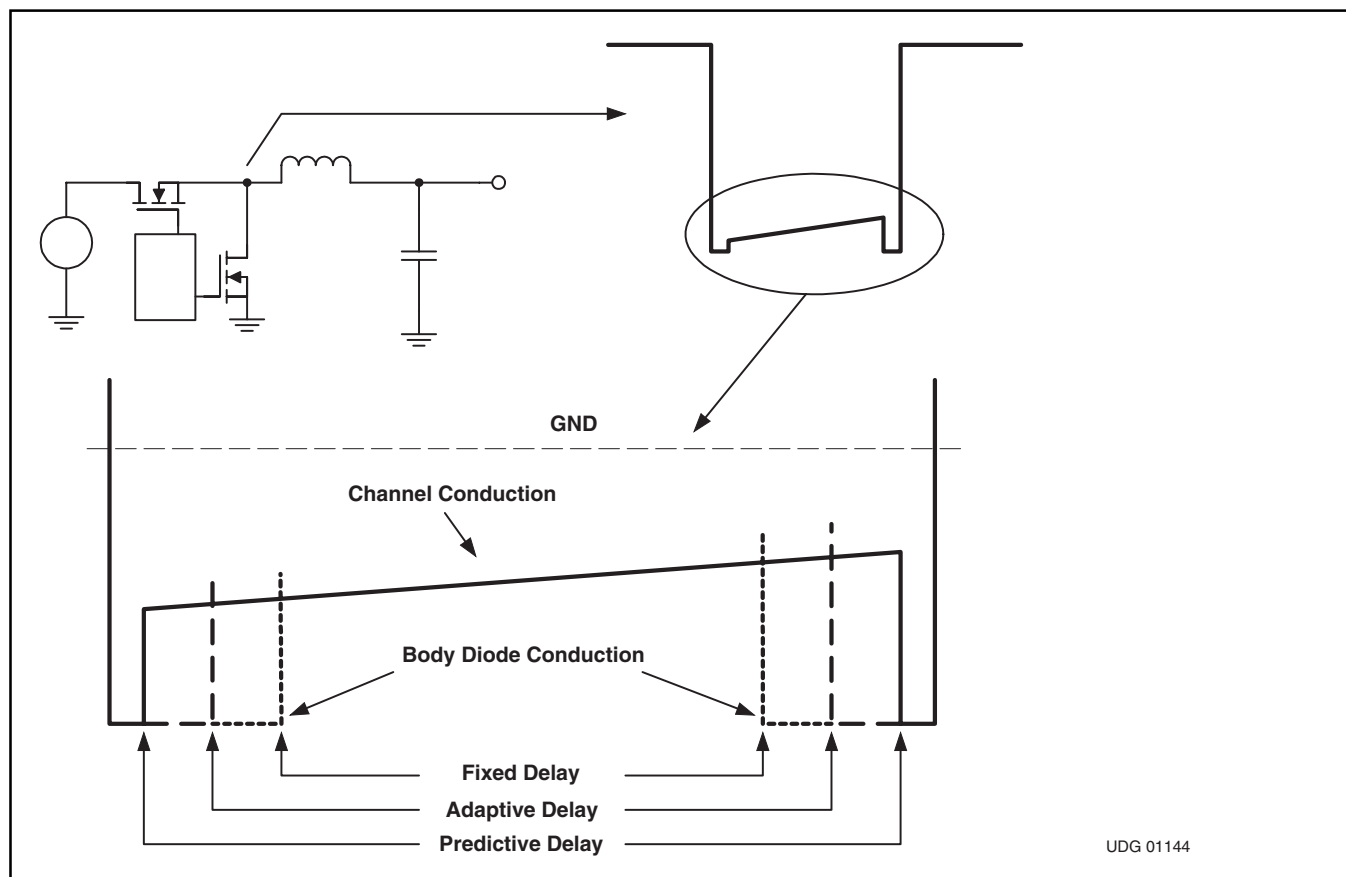 GND
Channel Conduction
Body Diode Conduction
Fixed Delay
Adaptive Delay
Predictive Delay
UDG 01144